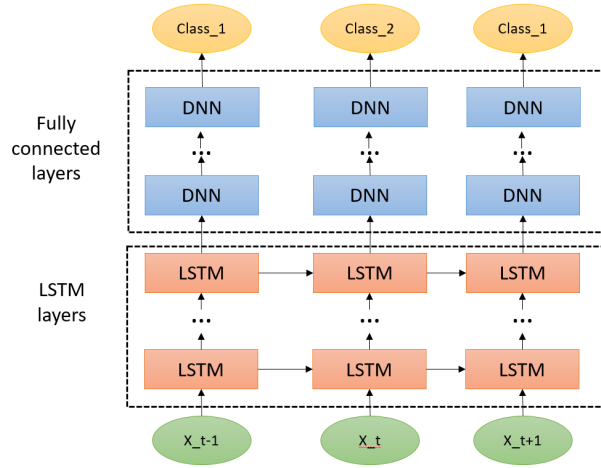 Class_1
Class_2
Class_1
DNN
DNN
DNN
Fully
connected
layers
...
...
...
DNN
DNN
DNN
LSTM
LSTM
LSTM
LSTM
layers
...
...
...
LSTM
LSTM
LSTM
X_t-1
X_t
X_t+1